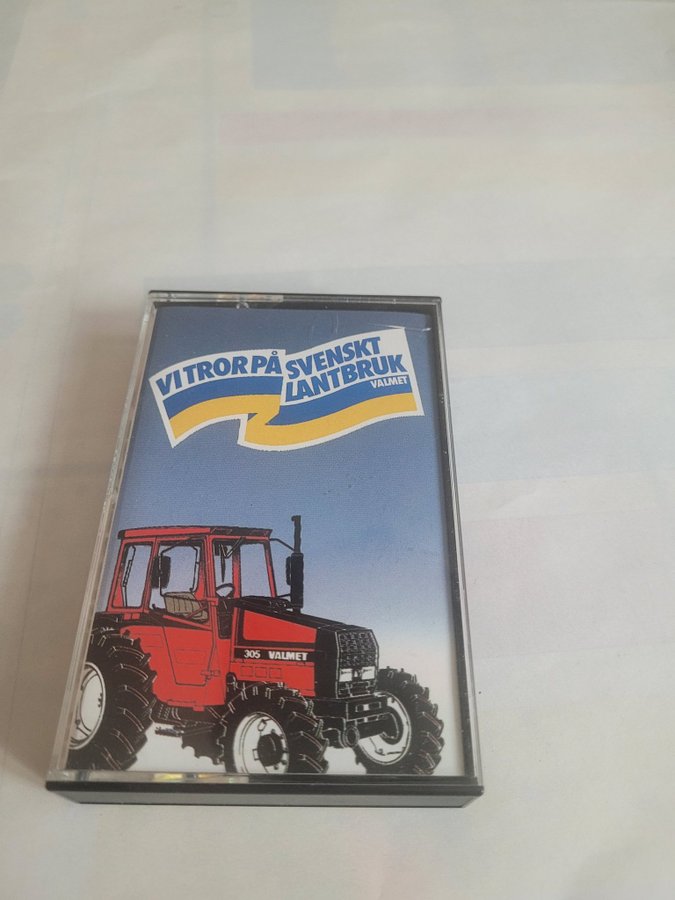 VI TROR PÅ
SVENSKT
LANTBRUK
VALMET
305 VALMET